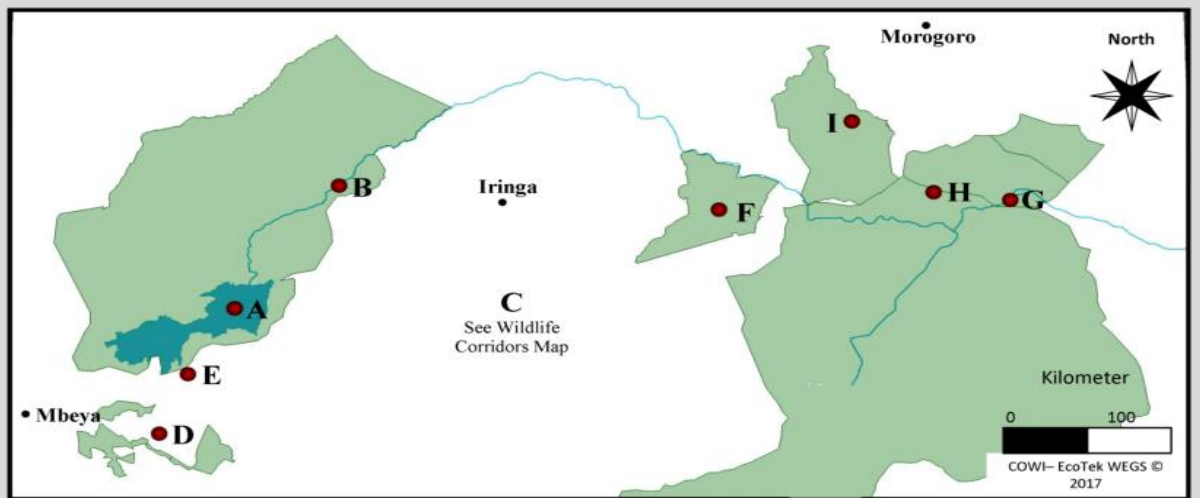 Morogoro
North
I
B
Iringa
H
G
F
A
C
See Wildlife
Corridors Map
E
Kilometer
Mbeya
0 100
D
COWI– EcoTek WEGS ©
2017